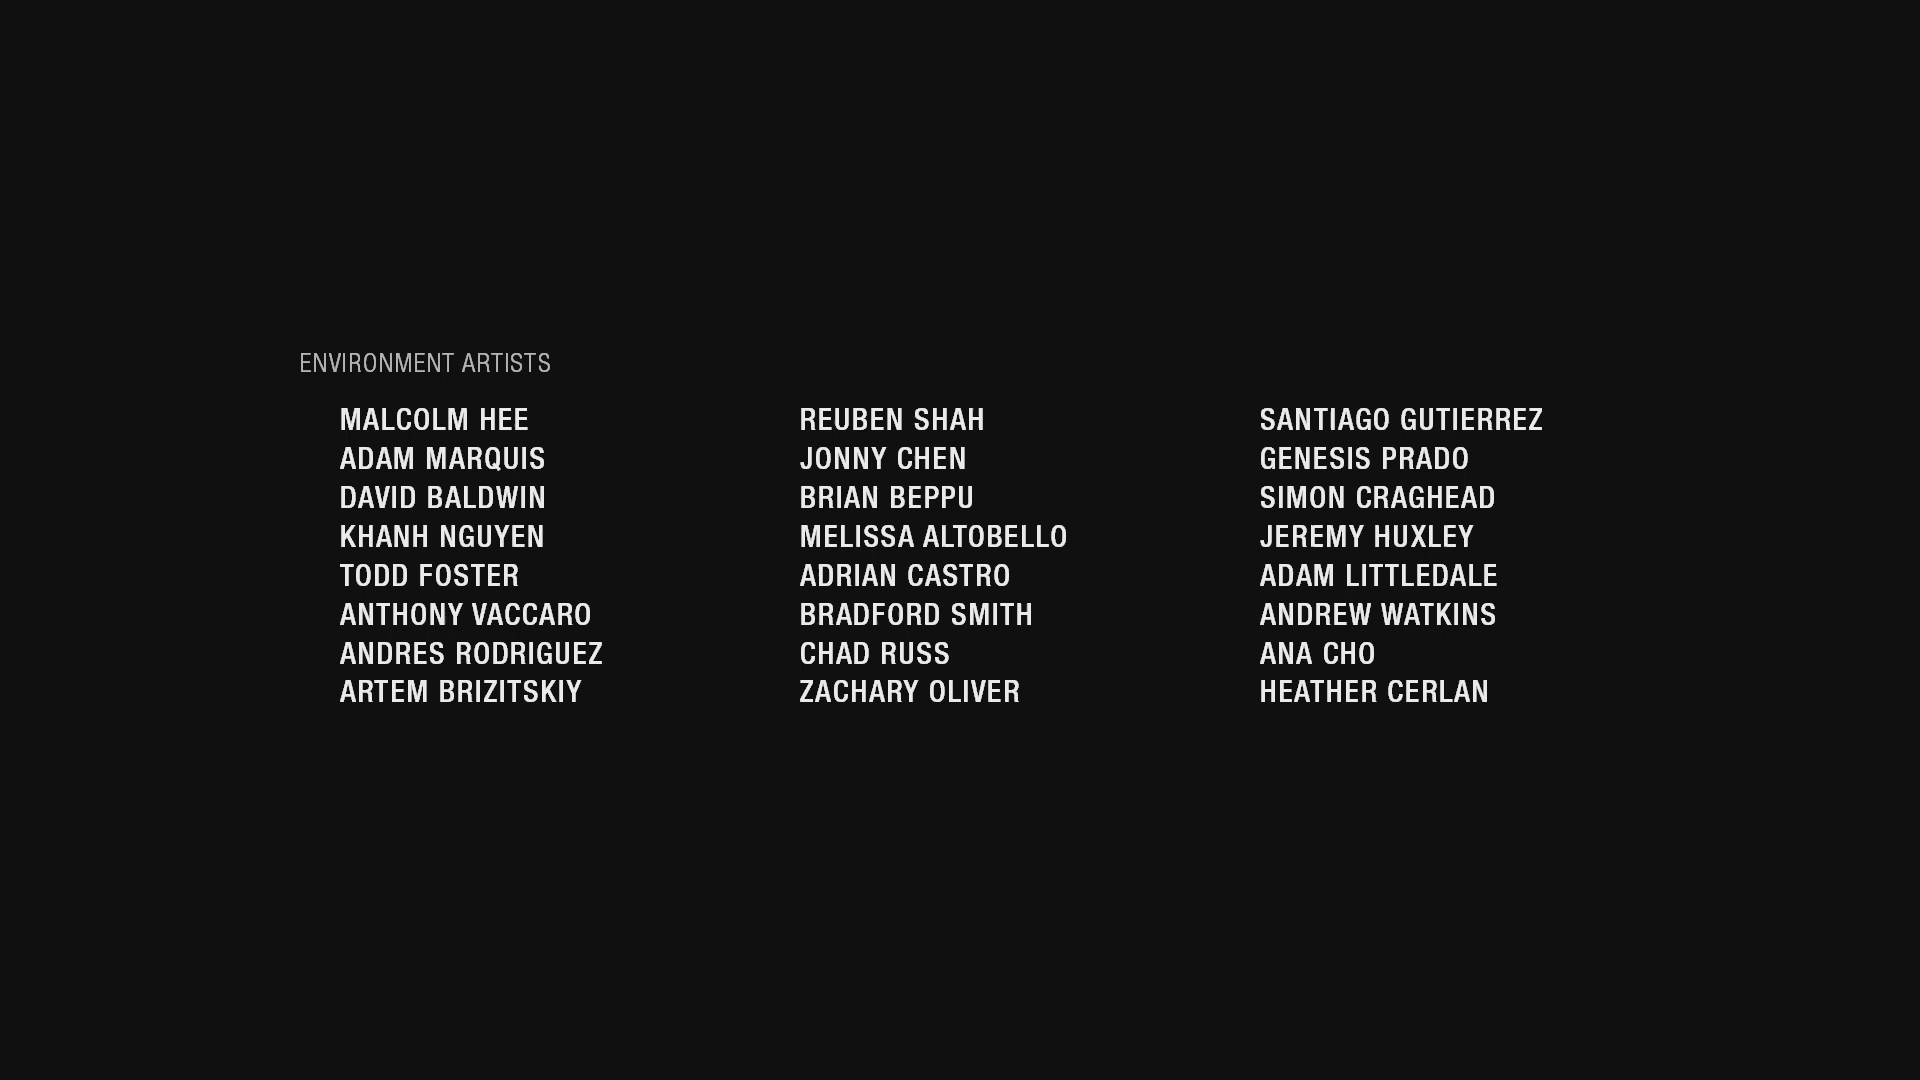 ENVIRONMENT ARTISTS
MALCOLM HEE
ADAM MARQUIS
DAVID BALDWIN
KHANH NGUYEN
TODD FOSTER
ANTHONY VACCARO
ANDRES RODRIGUEZ
ARTEM BRIZITSKIY
REUBEN SHAH
JONNY CHEN
BRIAN BEPPU
MELISSA ALTOBELLO
ADRIAN CASTRO
BRADFORD SMITH
CHAD RUSS
ZACHARY OLIVER
SANTIAGO GUTIERREZ
GENESIS PRADO
SIMON CRAGHEAD
JEREMY HUXLEY
ADAM LITTLEDALE
ANDREW WATKINS
ANA CHO
HEATHER CERLAN